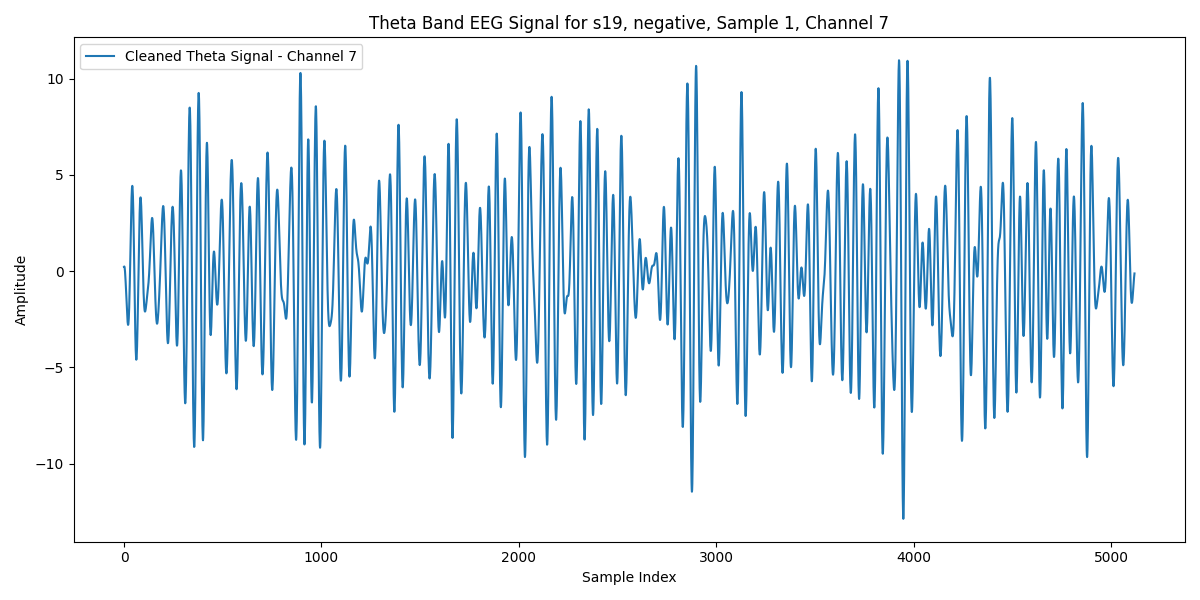 Theta Band EEG Signal for s19, negative, Sample 1, Channel 7
Cleaned Theta Signal - Channel 7
10
5
0
−5
−10
Amplitude
0 1000 2000 3000 4000 5000
Sample Index